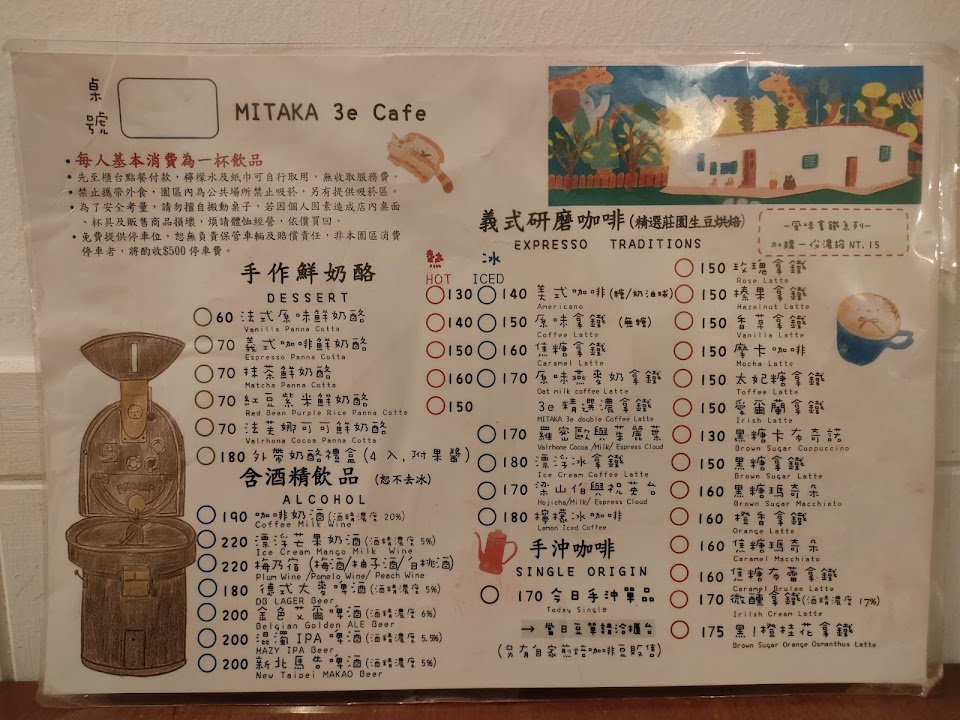 桌號
MITAKA 3e Cafe
• 每人基本消費為一杯飲品
• 先至櫃台點餐付款，檸檬水及紙巾可自行取用，無收取服務費。
• 禁止攜帶外食，園區內為公共場所禁止吸菸，另有提供吸菸區。
• 為了安全考量，請勿擅自搬動桌子，若因個人因素造成店內桌面
、杯具及販售商品損壞，煩請體恤經營，依價買回。
• 免費提供停車位，恕無負責保管車輛及賠償責任，非本園區消費
停車者，將酌收$500停車費。
手作鮮奶酪
DESSERT
60 法式原味鮮奶酪
Vanilla Panna Cotta
70 義式咖啡鮮奶酪
Espresso Panna Cotta
70 抹茶鮮奶酪
Matcha Panna Cotta
70 紅豆紫米鮮奶酪
Red Bean Purple Rice Panna Cotta
70 法芙娜可可鮮奶酪
Valrhona Cocoa Panna Cotta
180 外帶奶酪禮盒(4入,附果醬)
含酒精飲品 (恕不去冰)
ALCOHOL
190 咖啡奶酒(酒精濃度 20%)
Coffee Milk Wine
220 漂浮芒果奶酒(酒精濃度 5%)
Ice Cream Mango Milk Wine
220 梅乃宿 (梅酒/柚子酒/白桃酒)
Plum Wine /Pomelo Wine/ Peach Wine
180 德式大麥啤酒(酒精濃度 5%)
DB LAGER Beer
200 金色艾爾啤酒(酒精濃度 6%)
Belgian Golden ALE Beer
200 混濁 IPA 啤酒(酒精濃度 5.5%)
HAZY IPA Beer
200 新北馬告啤酒(酒精濃度 5%)
New Taipei MAKAO Beer
義式研磨咖啡(精選莊園生豆烘焙)
EXPRESSO TRADITIONS
熱 冰
HOT ICED
130 140 美式咖啡(糖/奶油球)
Americano
140 150 原味拿鐵 (無糖)
Coffee Latte
150 160 焦糖拿鐵
Caramel Latte
160 170 原味燕麥奶拿鐵
Oat milk coffee Latte
150 3e 精選濃拿鐵
MITAKA 3e double Coffee Latte
170 羅密歐與茱麗葉
Valrhona Cocoa /Milk/ Espress Cloud
180 漂浮冰拿鐵
Ice Cream Coffee Latte
170 梁山伯與祝英台
Hojicha/Milk/ Espress Cloud
180 檸檬冰咖啡
Lemon Iced Coffee
手沖咖啡
SINGLE ORIGIN
170 今日手沖單品
Today Single
→ 當日豆單請洽櫃台
(另有自家煎焙咖啡豆販售)
—風味拿鐵系列—
加購一份濃縮 NT.15
150 玫瑰拿鐵
Rose Latte
150 榛果拿鐵
Hazelnut Latte
150 香草拿鐵
Vanilla Latte
150 摩卡咖啡
Mocha Latte
150 太妃糖拿鐵
Toffee Latte
150 愛爾蘭拿鐵
Irish Latte
130 黑糖卡布奇諾
Brown Sugar Cuppuccino
150 黑糖拿鐵
Brown Sugar Latte
160 黑糖瑪奇朵
Brown Sugar Macchiato
160 橙香拿鐵
Orange Latte
160 焦糖瑪奇朵
Caramel Macchiato
160 焦糖布蕾拿鐵
Caramel Brulee Latte
170 微醺拿鐵(酒精濃度 17%)
Irilsh Cream Latte
175 黑!橙桂花拿鐵
Brown Sugar Orange Osmanthus Latte